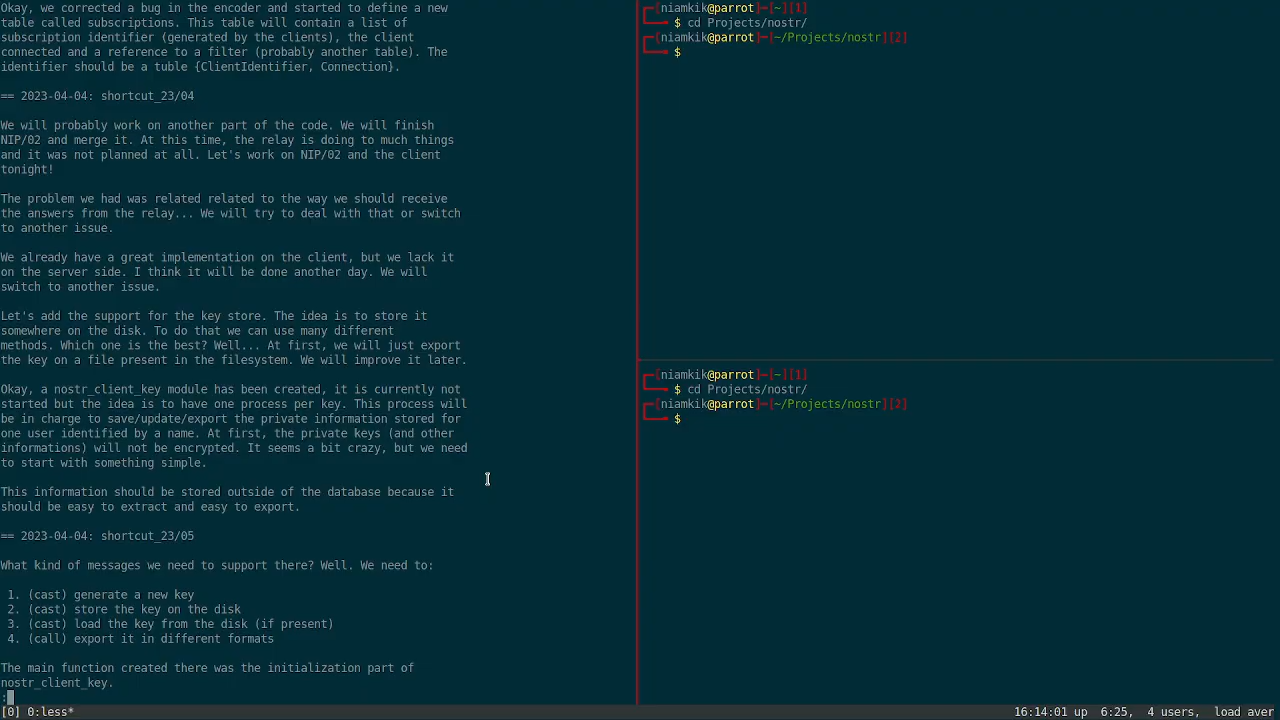 Okay, we corrected a bug in the encoder and started to define a new
table called subscriptions. This table will contain a list of
subscription identifier (generated by the clients), the client
connected and a reference to a filter (probably another table). The
identifier should be a table {ClientIdentifier, Connection}.
== 2023-04-04: shortcut_23/04
We will probably work on another part of the code. We will finish
NIP/02 and merge it. At this time, the relay is doing to much things
and it was not planned at all. Let's work on NIP/02 and the client
tonight!
The problem we had was related related to the way we should receive
the answers from the relay... We will try to deal with that or switch
to another issue.
We already have a great implementation on the client, but we lack it
on the server side. I think it will be done another day. We will
switch to another issue.
Let's add the support for the key store. The idea is to store it
somewhere on the disk. To do that we can use many different
methods. Which one is the best? Well... At first, we will just export
the key on a file present in the filesystem. We will improve it later.
Okay, a nostr_client_key module has been created, it is currently not
started but the idea is to have one process per key. This process will
be in charge to save/update/export the private information stored for
one user identified by a name. At first, the private keys (and other
informations) will not be encrypted. It seems a bit crazy, but we need
to start with something simple.
This information should be stored outside of the database because it
should be easy to extract and easy to export.
== 2023-04-04: shortcut_23/05
What kind of messages we need to support there? Well. We need to:
1. (cast) generate a new key
2. (cast) store the key on the disk
3. (cast) load the key from the disk (if present)
4. (call) export it in different formats
The main function created there was the initialization part of
nostr_client_key.
:
┌─[niamkik@parrot]─[~][1]
└──╼ $ cd Projects/nostr/
┌─[niamkik@parrot]─[~/Projects/nostr][2]
└──╼ $
┌─[niamkik@parrot]─[~][1]
└──╼ $ cd Projects/nostr/
┌─[niamkik@parrot]─[~/Projects/nostr][2]
└──╼ $
[0] 0:less* 16:14:01 up 6:25, 4 users, load aver